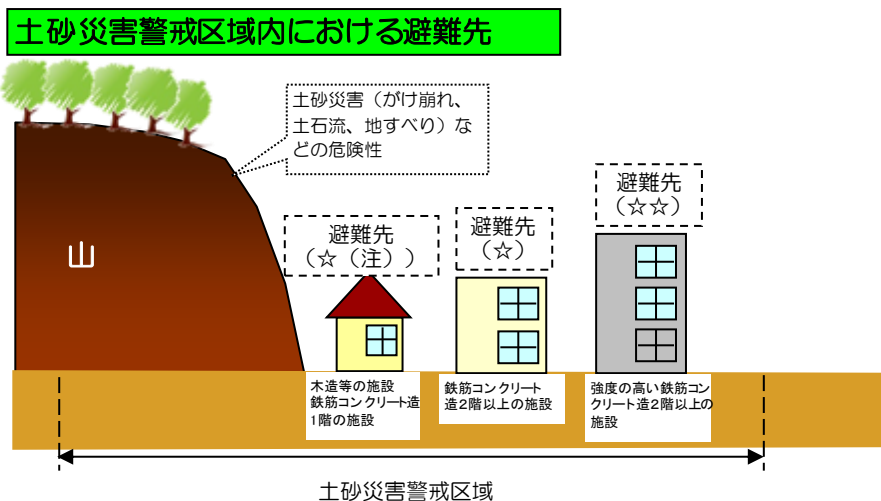 土砂災害警戒区域内における避難先
土砂災害（がけ崩れ、
土石流、地すべり）な
どの危険性
避難先
（☆☆）
避難先
（☆）
避難先
（☆（注））
山
木造等の施設
鉄筋コンクリート造
1階の施設
鉄筋コンクリート
造2階以上の施設
強度の高い鉄筋コン
クリート造2階以上の
施設
土砂災害警戒区域